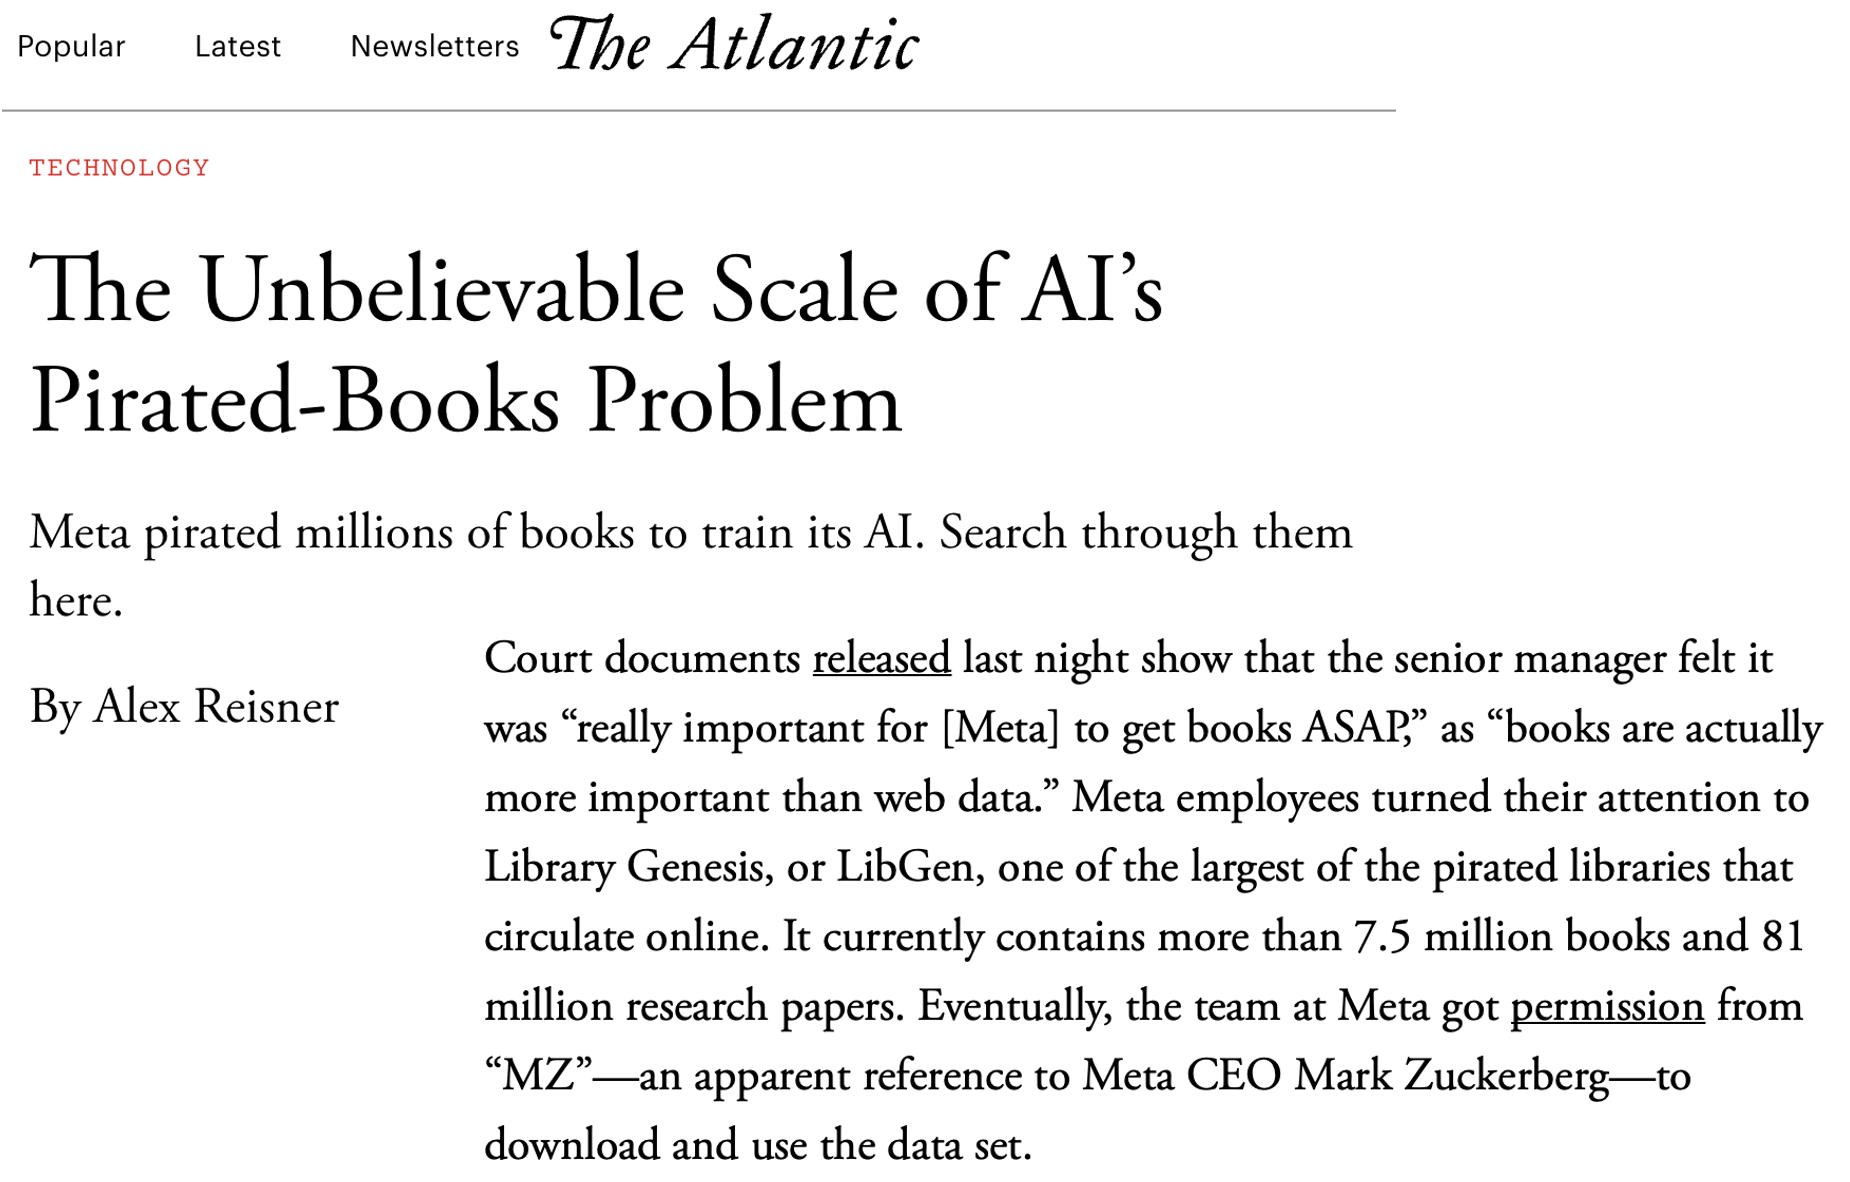 Popular Latest Newsletters The Atlantic
TECHNOLOGY
The Unbelievable Scale of AI’s
Pirated-Books Problem
Meta pirated millions of books to train its AI. Search through them
here.
By Alex Reisner
Court documents released last night show that the senior manager felt it
was “really important for [Meta] to get books ASAP,” as “books are actually
more important than web data.” Meta employees turned their attention to
Library Genesis, or LibGen, one of the largest of the pirated libraries that
circulate online. It currently contains more than 7.5 million books and 81
million research papers. Eventually, the team at Meta got permission from
“MZ”—an apparent reference to Meta CEO Mark Zuckerberg—to
download and use the data set.